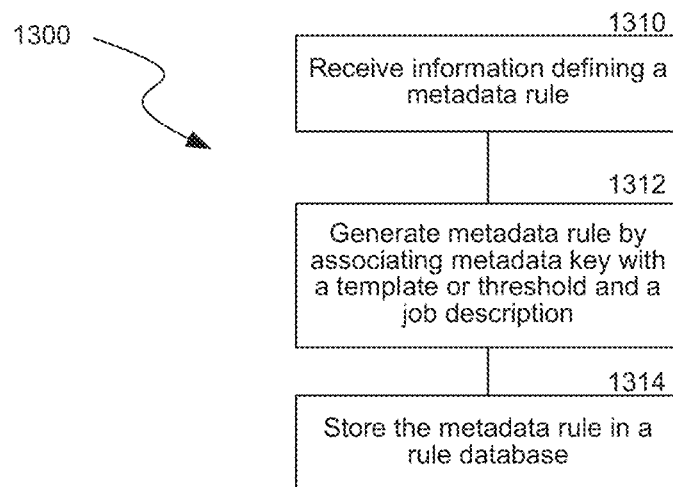 1300
1310
Receive information defining a
metadata rule
1312
Generate metadata rule by
associating metadata key with
a template or threshold and a
job description
1314
Store the metadata rule in a
rule database